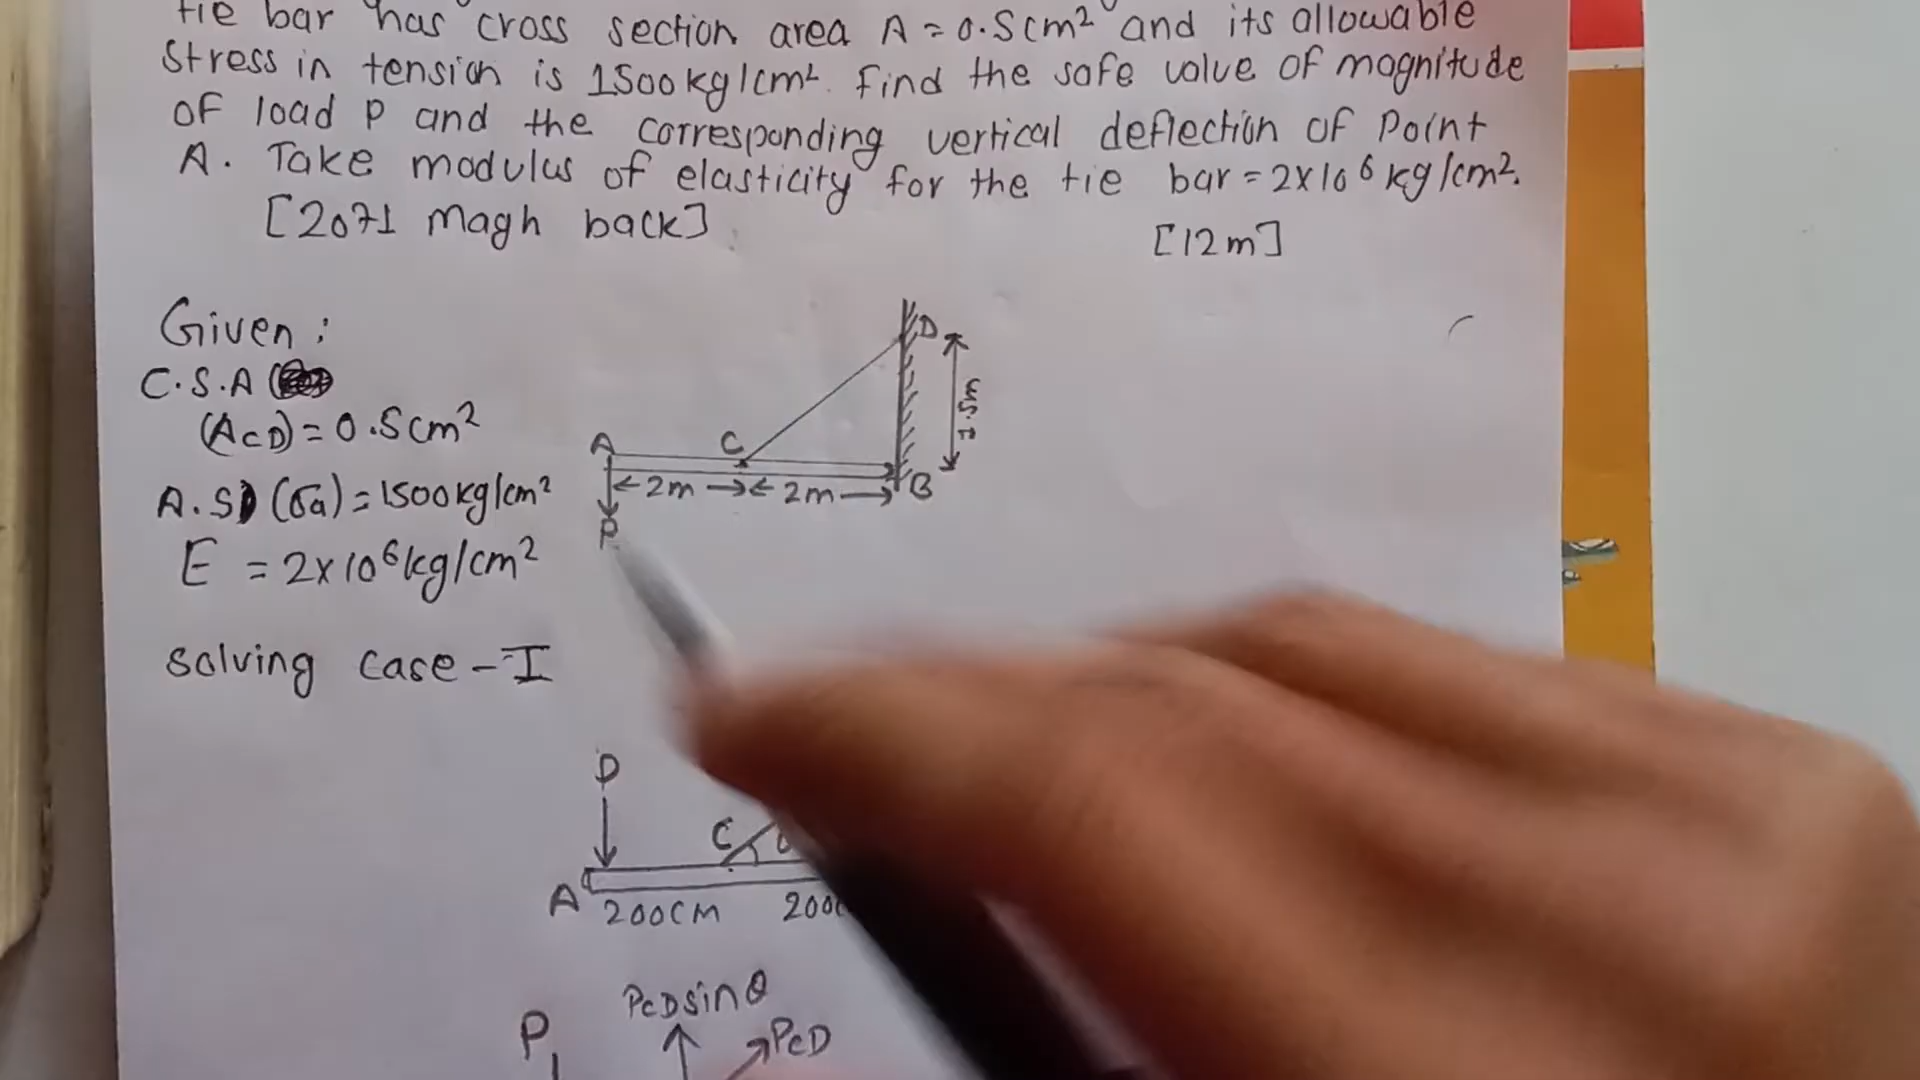 tie bar has cross section area A = 0.5cm² and its allowable
stress in tension is 1500kg/cm². Find the safe value of magnitude
of load P and the corresponding vertical deflection of Point
A. Take modulus of elasticity for the tie bar = 2x10⁶ kg/cm².
[2071 magh back]
[12m]
Given :
C.S.A
(ACD) = 0.5cm²
A.S) (σa) = 1500kg/cm²
E = 2x10⁶kg/cm²
D
1.5m
A
C
2m
2m
B
P
solving case - I
D
C
A
200CM
PCDsinθ
P
PCD